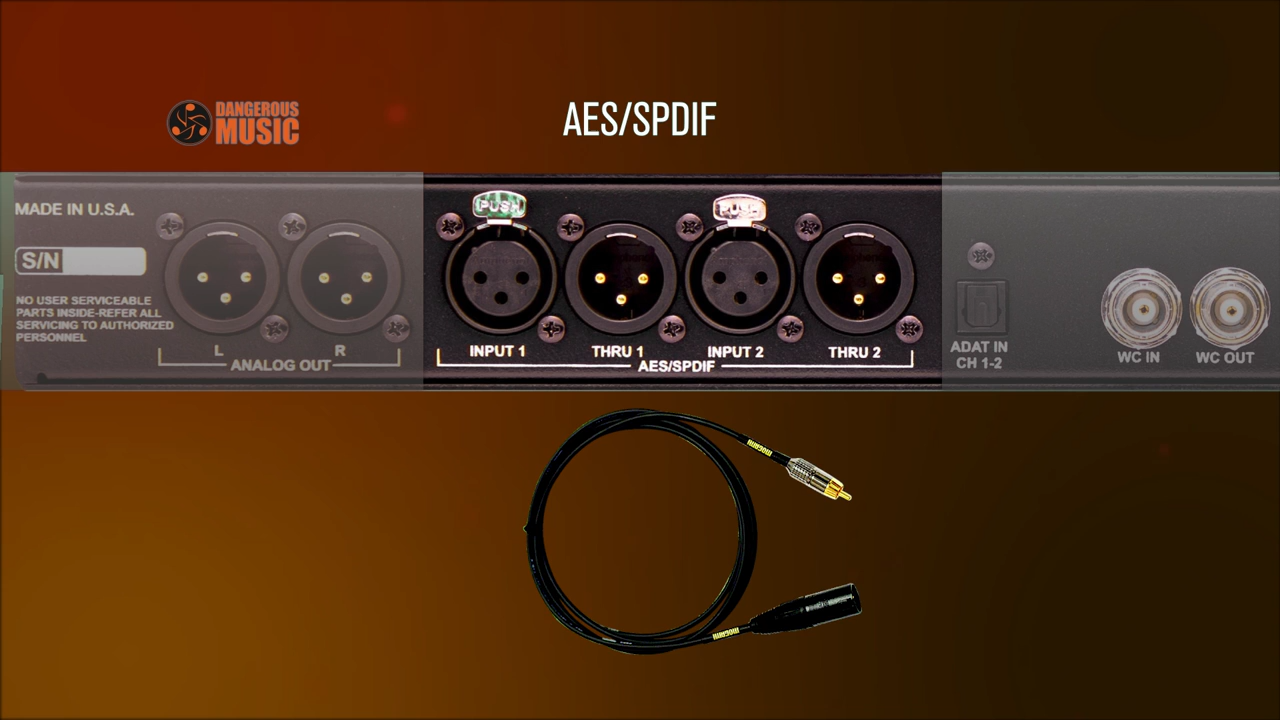 DANGEROUS
MUSIC
AES/SPDIF
MADE IN U.S.A.
S/N
NO USER SERVICEABLE
PARTS INSIDE-REFER ALL
SERVICING TO AUTHORIZED
PERSONNEL
L
R
ANALOG OUT
PUSH
PUSH
INPUT 1
THRU 1
INPUT 2
THRU 2
AES/SPDIF
ADAT IN
CH 1-2
WC IN
WC OUT
MOGAMI
MOGAMI